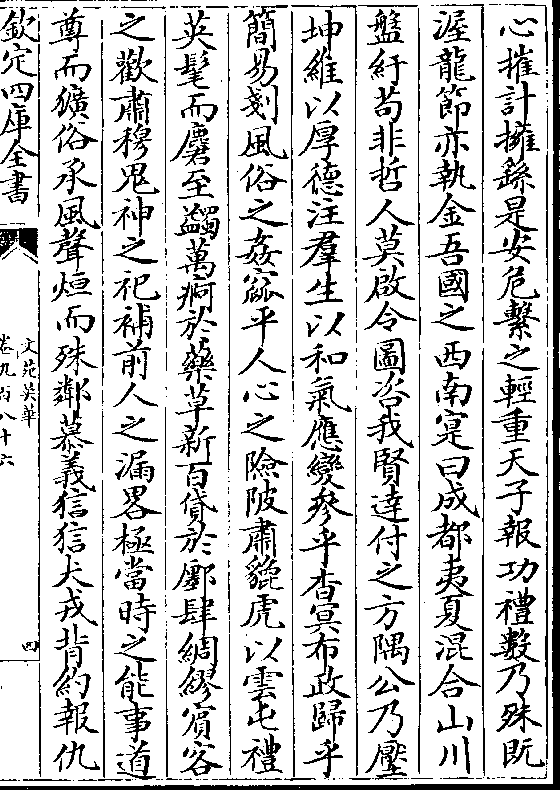 心摧計擁繇是安危繫之輕重天子報功禮數乃殊既
渥龍節亦執金吾國之西南寔曰成都夷夏混合山川
盤紆苟非哲人莫啟令圖咨我賢達付之方隅公乃壓
坤維以厚德注羣生以和氣應變參乎杳冥布政歸乎
簡易剗風俗之姦窳平人心之險陂肅貔虎以雲屯禮
英髦而麕至蠲萬痾於藥草新百貨於鄽肆綢繆賓客
之歡肅穆鬼神之祀補前人之漏畧極當時之能事道
尊而獷俗承風聲烜而殊鄰慕義狺狺犬戎背約報仇
欽定四庫全書
文苑英華
卷九百八十六
四